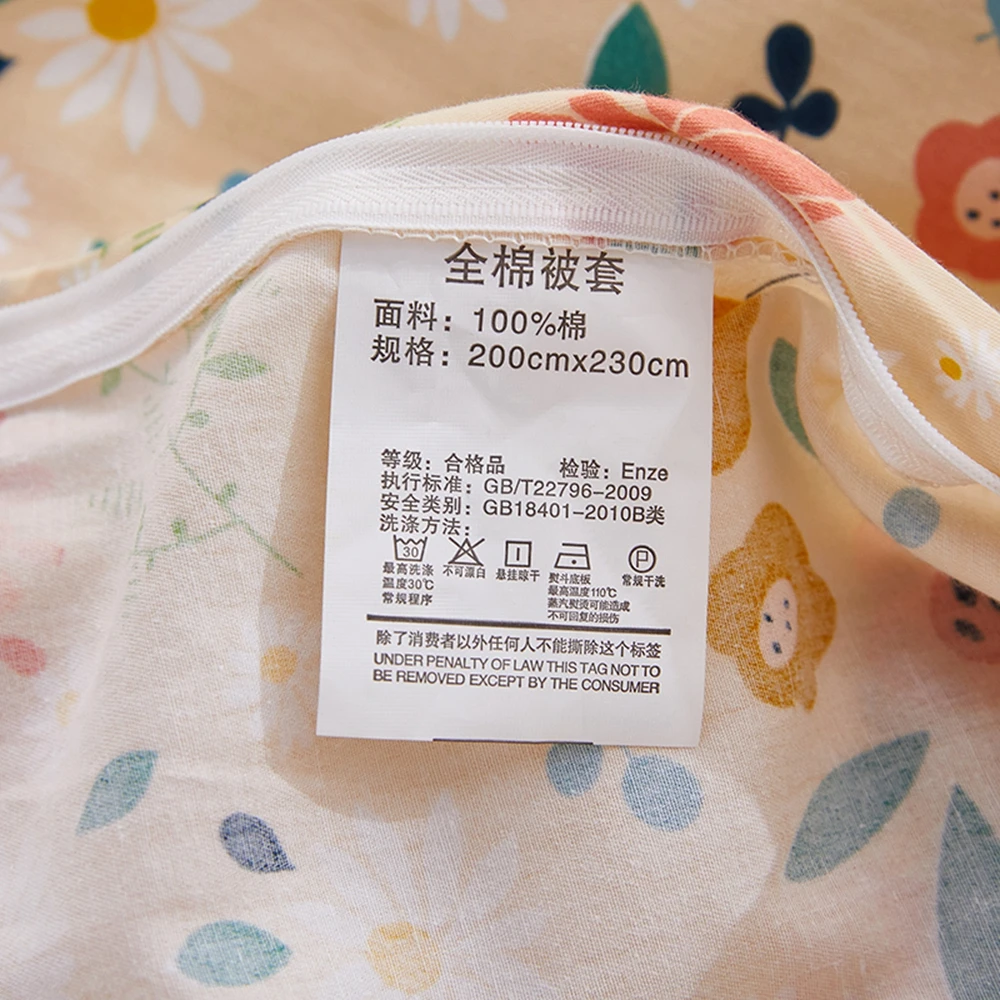 全棉被套
面料：100%棉
规格：200cmx230cm
等级：合格品 检验：Enze
执行标准：GB/T22796-2009
安全类别：GB18401-2010B类
洗涤方法：
30 P
最高洗涤 不可漂白 悬挂晾干 熨斗底板 常规干洗
温度30℃ 最高温度110℃
常规程序 蒸汽熨烫可能造成
不可回复的损伤
除了消费者以外任何人不能撕除这个标签
UNDER PENALTY OF LAW THIS TAG NOT TO
BE REMOVED EXCEPT BY THE CONSUMER